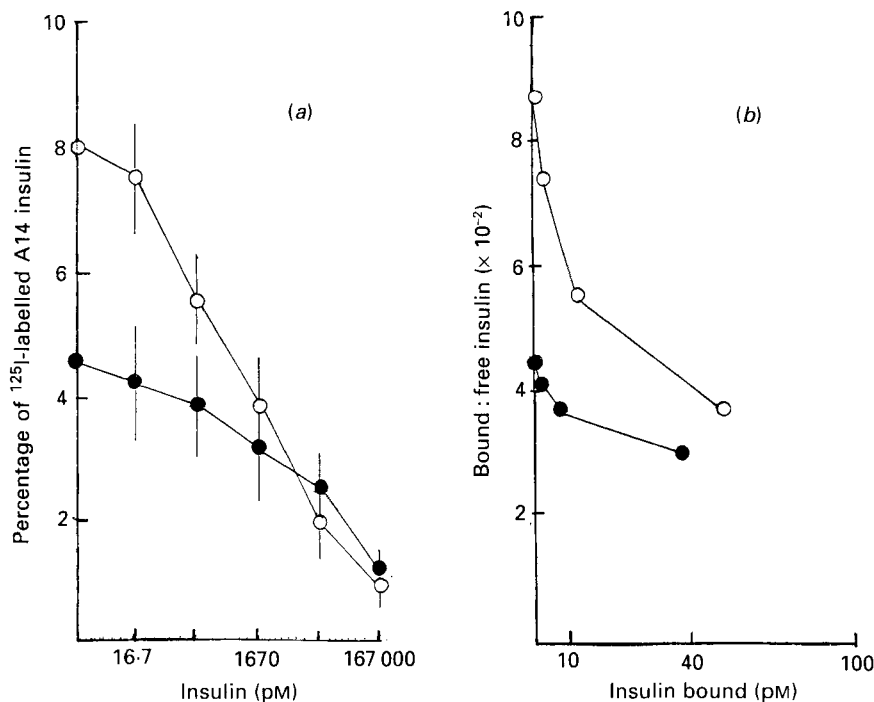 Percentage of ¹²⁵I-labelled A14 insulin
10
8
6
4
2
(a)
16·7
1670
167 000
Insulin (pM)
Bound : free insulin (× 10⁻²)
10
8
6
4
2
(b)
10
40
100
Insulin bound (pM)